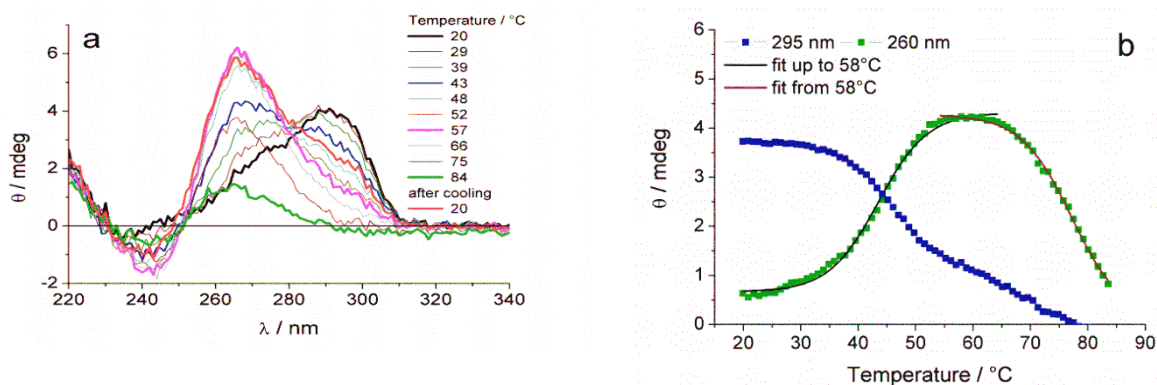 a
Temperature / °C
20
29
39
43
48
52
57
66
75
84
after cooling
20
θ / mdeg
6
4
2
0
-2
220 240 260 280 300 320 340
λ / nm
b
295 nm 260 nm
fit up to 58°C
fit from 58°C
θ / mdeg
6
5
4
3
2
1
0
20 30 40 50 60 70 80 90
Temperature / °C